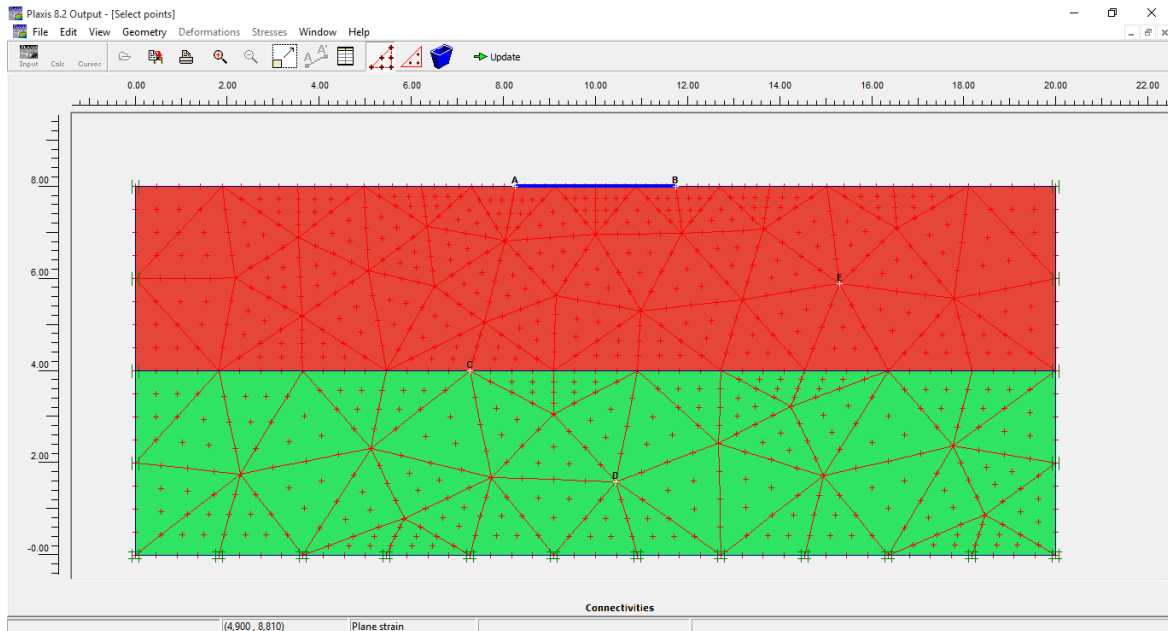 Plaxis 8.2 Output - [Select points]
File Edit View Geometry Deformations Stresses Window Help
PLAXIS
Input Calc Curves Update
0.00 2.00 4.00 6.00 8.00 10.00 12.00 14.00 16.00 18.00 20.00 22.00
A B
8.00
6.00
E
4.00
C
2.00
D
-0.00
Connectivities
(4,900 , 8,810) Plane strain